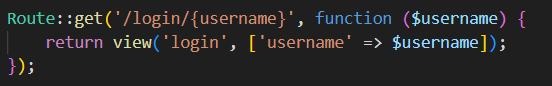 Route::get('/login/{username}', function ($username) {
    return view('login', ['username' => $username]);
});